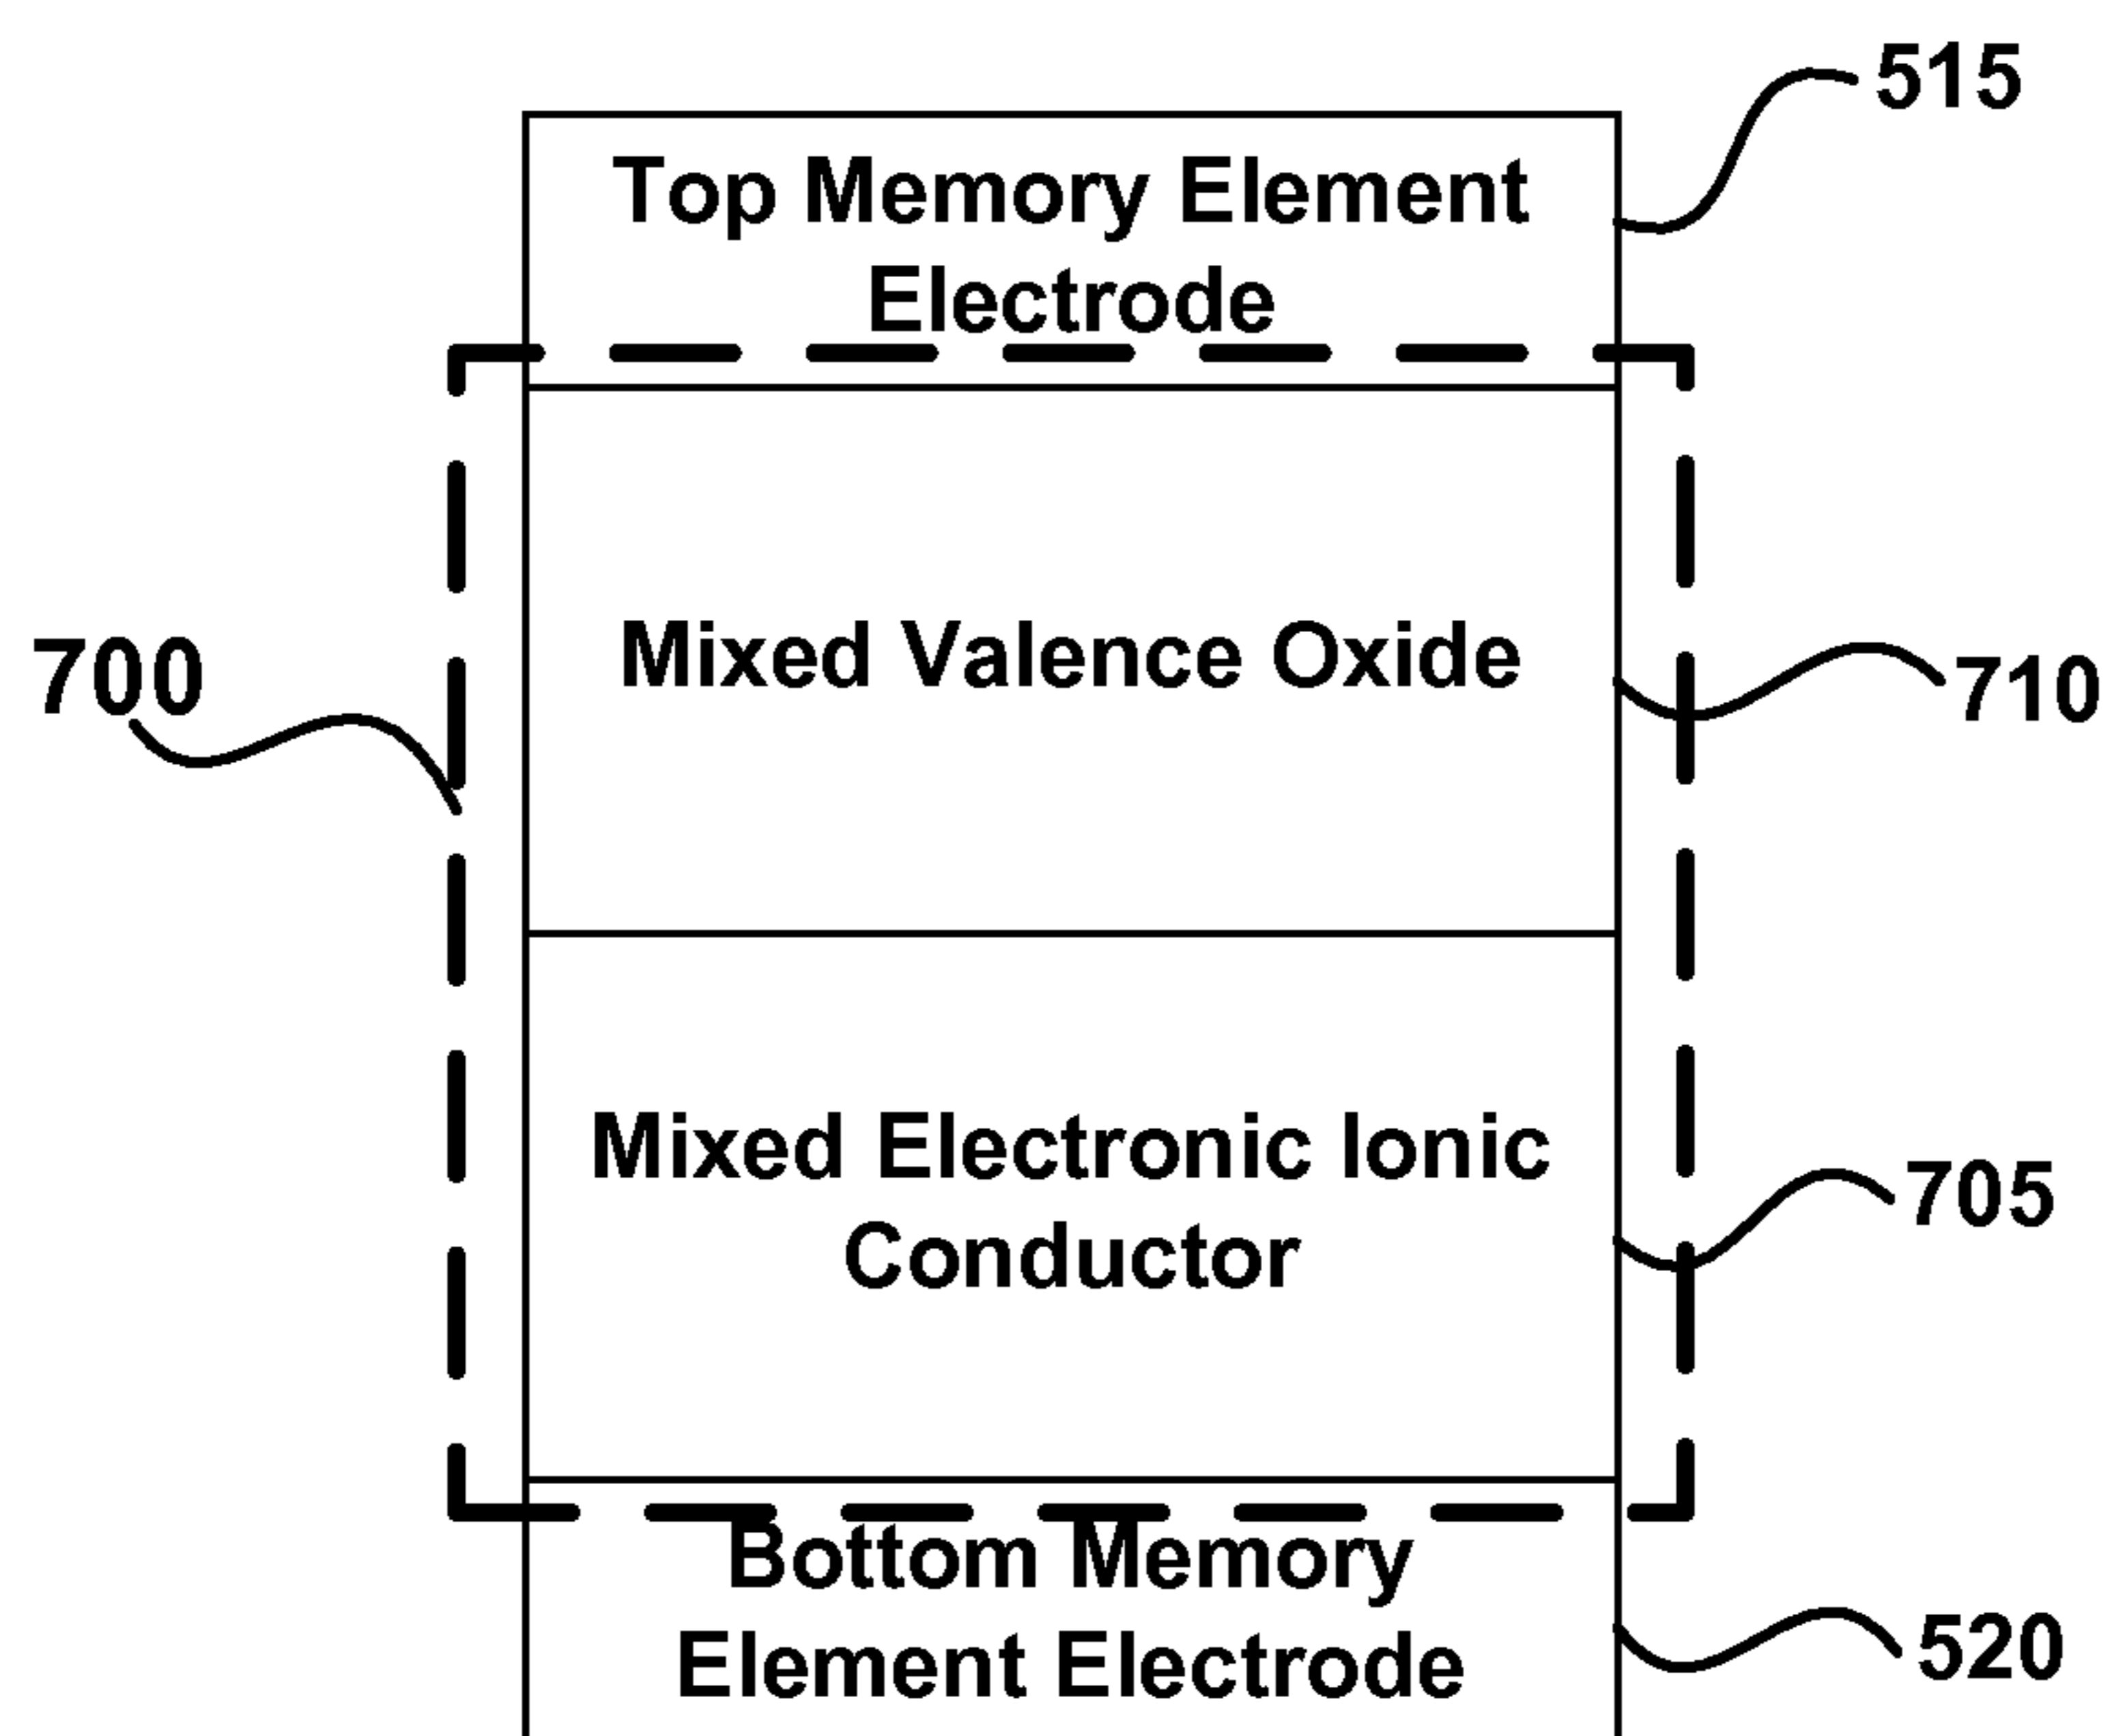 515
Top Memory Element
Electrode
Mixed Valence Oxide
700
710
Mixed Electronic Ionic
Conductor
705
Bottom Memory
Element Electrode
520